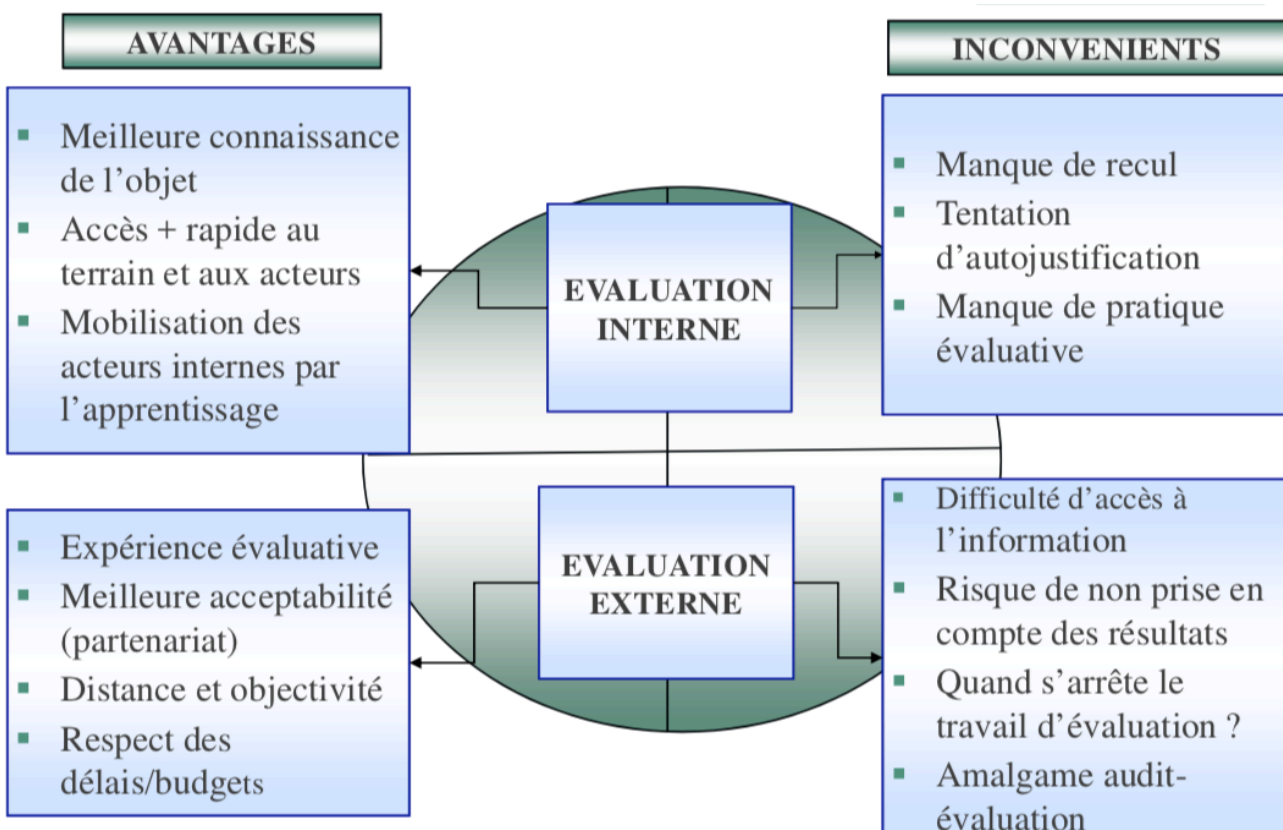 AVANTAGES
INCONVENIENTS
▪ Meilleure connaissance
de l’objet
▪ Accès + rapide au
terrain et aux acteurs
▪ Mobilisation des
acteurs internes par
l’apprentissage
EVALUATION
INTERNE
▪ Manque de recul
▪ Tentation
d’autojustification
▪ Manque de pratique
évaluative
▪ Expérience évaluative
▪ Meilleure acceptabilité
(partenariat)
▪ Distance et objectivité
▪ Respect des
délais/budgets
EVALUATION
EXTERNE
▪ Difficulté d’accès à
l’information
▪ Risque de non prise en
compte des résultats
▪ Quand s’arrête le
travail d’évaluation ?
▪ Amalgame audit-
évaluation